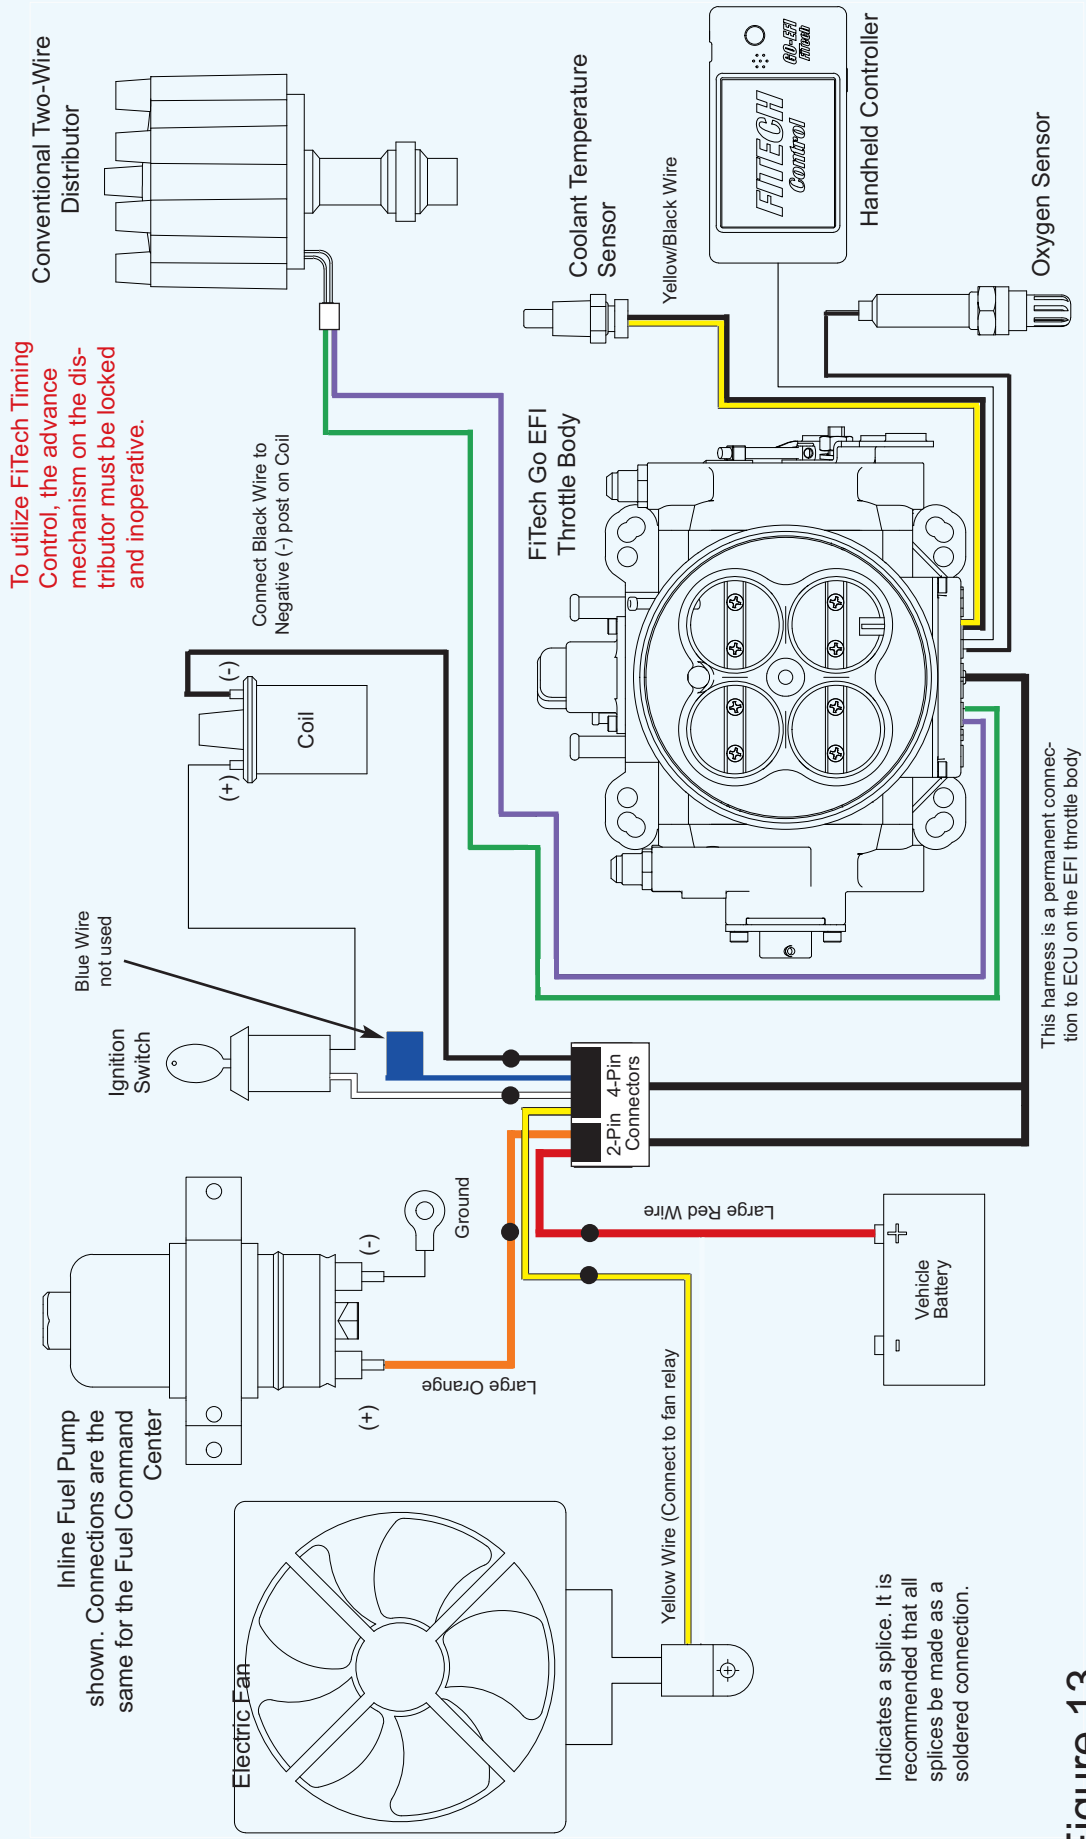 Inline Fuel Pump
shown. Connections are the
same for the Fuel Command
Center
(+)
(-)
Ground
Large Orange
Electric Fan
Yellow Wire (Connect to fan relay)
Ignition
Switch
Blue Wire
not used
(+)
(-)
Coil
Connect Black Wire to
Negative (-) post on Coil
To utilize FiTech Timing
Control, the advance
mechanism on the dis-
tributor must be locked
and inoperative.
Conventional Two-Wire
Distributor
2-Pin 4-Pin
Connectors
Large Red Wire
+
-
Vehicle
Battery
FiTech Go EFI
Throttle Body
Coolant Temperature
Sensor
Yellow/Black Wire
FITECH
Control
GO-EFI
FiTech
Handheld Controller
Oxygen Sensor
This harness is a permanent connec-
tion to ECU on the EFI throttle body
Indicates a splice. It is
recommended that all
splices be made as a
soldered connection.
Figure 13